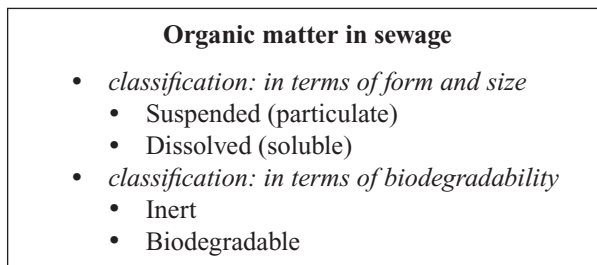 Organic matter in sewage
• classification: in terms of form and size
• Suspended (particulate)
• Dissolved (soluble)
• classification: in terms of biodegradability
• Inert
• Biodegradable